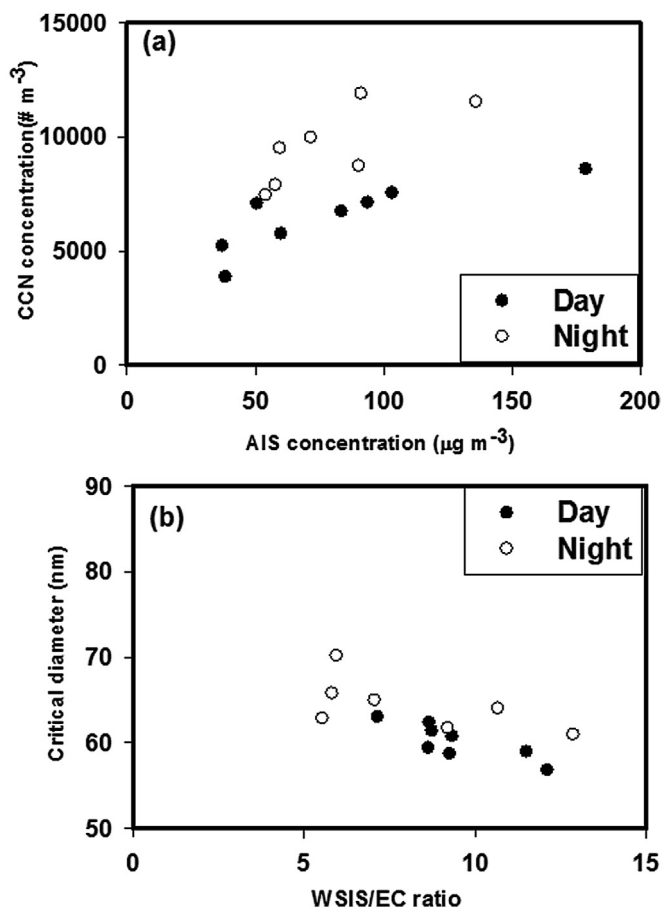 (a)
CCN concentration(# m⁻³)
15000
10000
5000
0
Day
Night
0 50 100 150 200
AIS concentration (μg m⁻³)
(b)
Critical diameter (nm)
90
80
70
60
50
Day
Night
0 5 10 15
WSIS/EC ratio